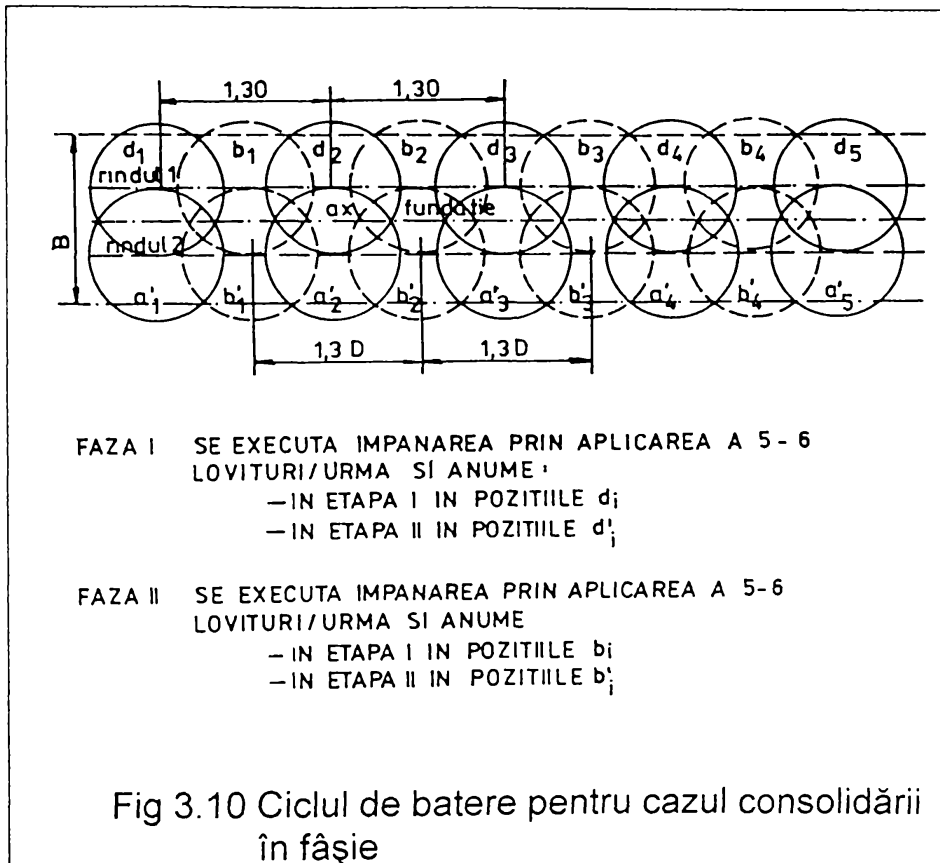 1,30 1,30
d1 b1 d2 b2 d3 b3 d4 b4 d5
rindul 1
ax fundatie
B
rindul 2
a'1 b'1 a'2 b'2 a'3 b'3 a'4 b'4 a'5
1,3 D 1,3 D
FAZA I SE EXECUTA IMPANAREA PRIN APLICAREA A 5-6
LOVITURI/URMA SI ANUME:
- IN ETAPA I IN POZITIILE di
- IN ETAPA II IN POZITIILE d'i
FAZA II SE EXECUTA IMPANAREA PRIN APLICAREA A 5-6
LOVITURI/URMA SI ANUME
- IN ETAPA I IN POZITIILE bi
- IN ETAPA II IN POZITIILE b'i
Fig 3.10 Ciclul de batere pentru cazul consolidării
în fâşie